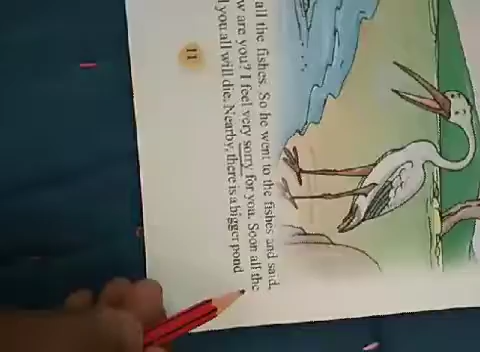 all the fishes. So he went to the fishes and said,
w are you? I feel very sorry for you. Soon all the
you all will die. Nearby, there is a bigger pond
11